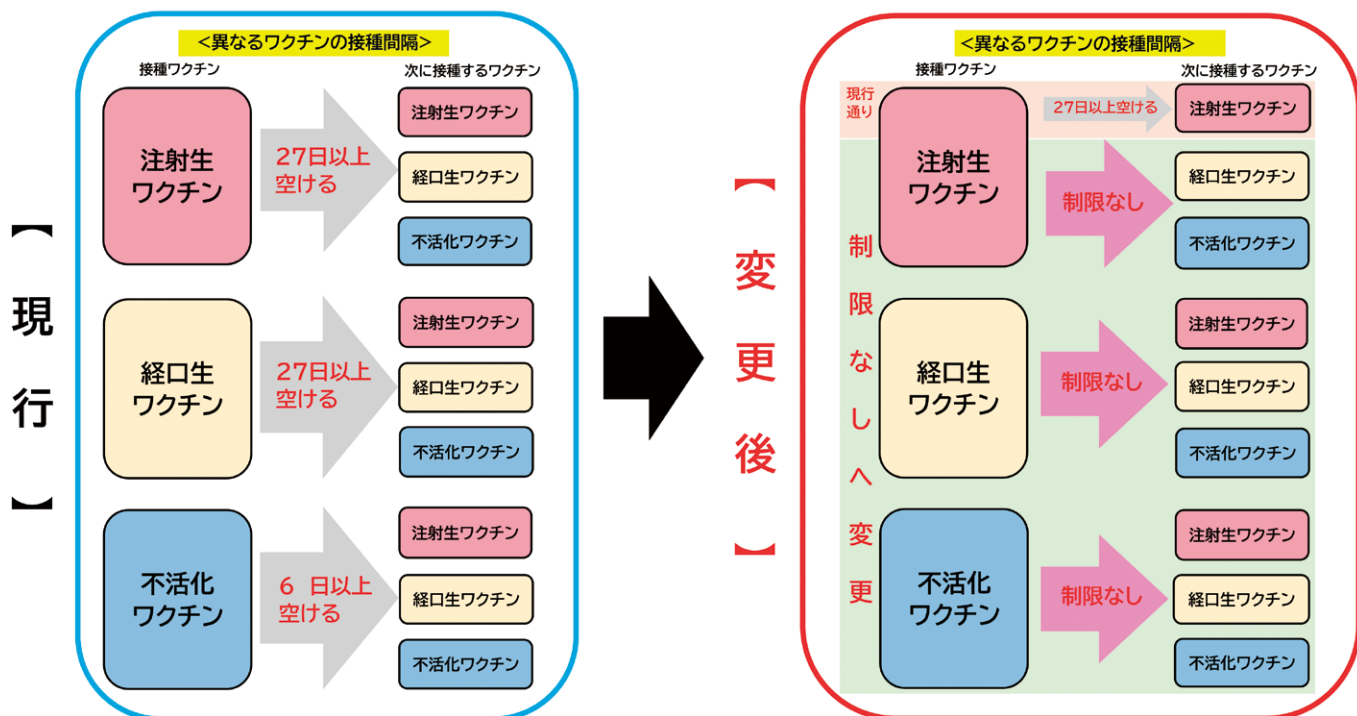 【現行】
<異なるワクチンの接種間隔>
接種ワクチン
次に接種するワクチン
注射生
ワクチン
27日以上
空ける
注射生ワクチン
経口生ワクチン
不活化ワクチン
経口生
ワクチン
27日以上
空ける
注射生ワクチン
経口生ワクチン
不活化ワクチン
不活化
ワクチン
6 日以上
空ける
注射生ワクチン
経口生ワクチン
不活化ワクチン
【変更後】
<異なるワクチンの接種間隔>
接種ワクチン
次に接種するワクチン
現行
通り
注射生
ワクチン
27日以上空ける
注射生ワクチン
制限なし
経口生ワクチン
不活化ワクチン
制限なしへ変更
経口生
ワクチン
制限なし
注射生ワクチン
経口生ワクチン
不活化ワクチン
不活化
ワクチン
制限なし
注射生ワクチン
経口生ワクチン
不活化ワクチン